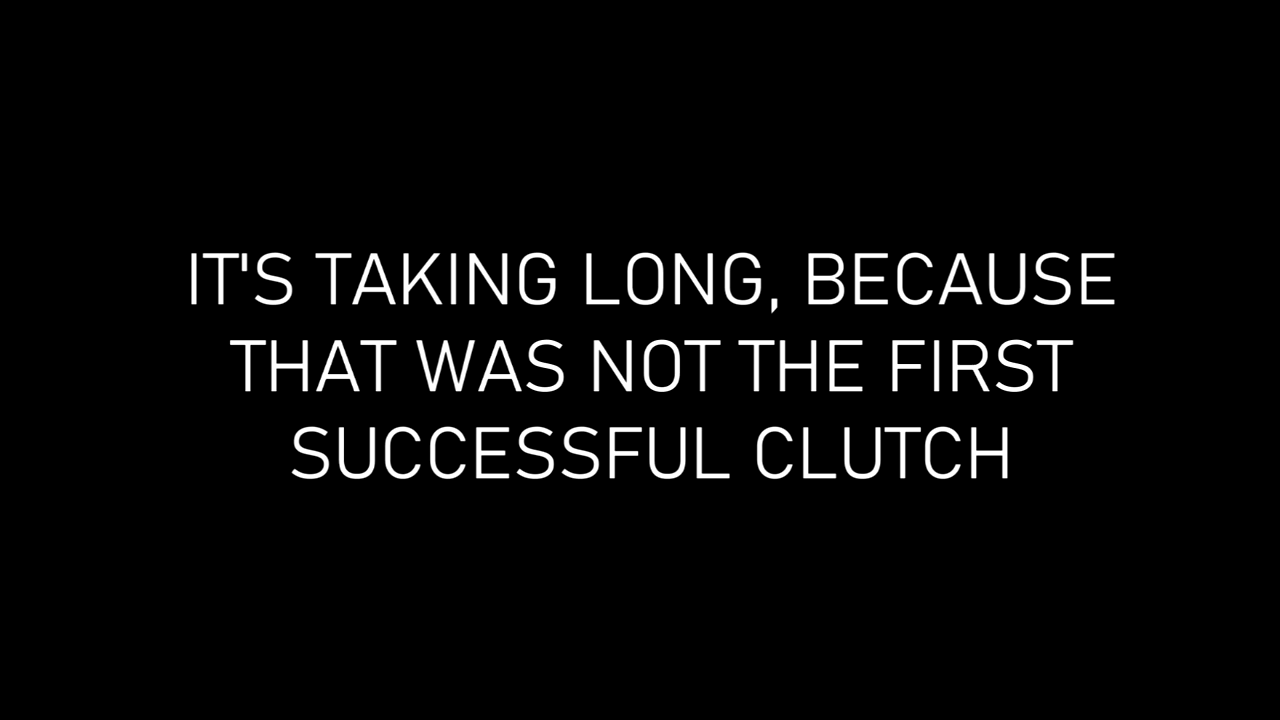 IT'S TAKING LONG, BECAUSE
THAT WAS NOT THE FIRST
SUCCESSFUL CLUTCH